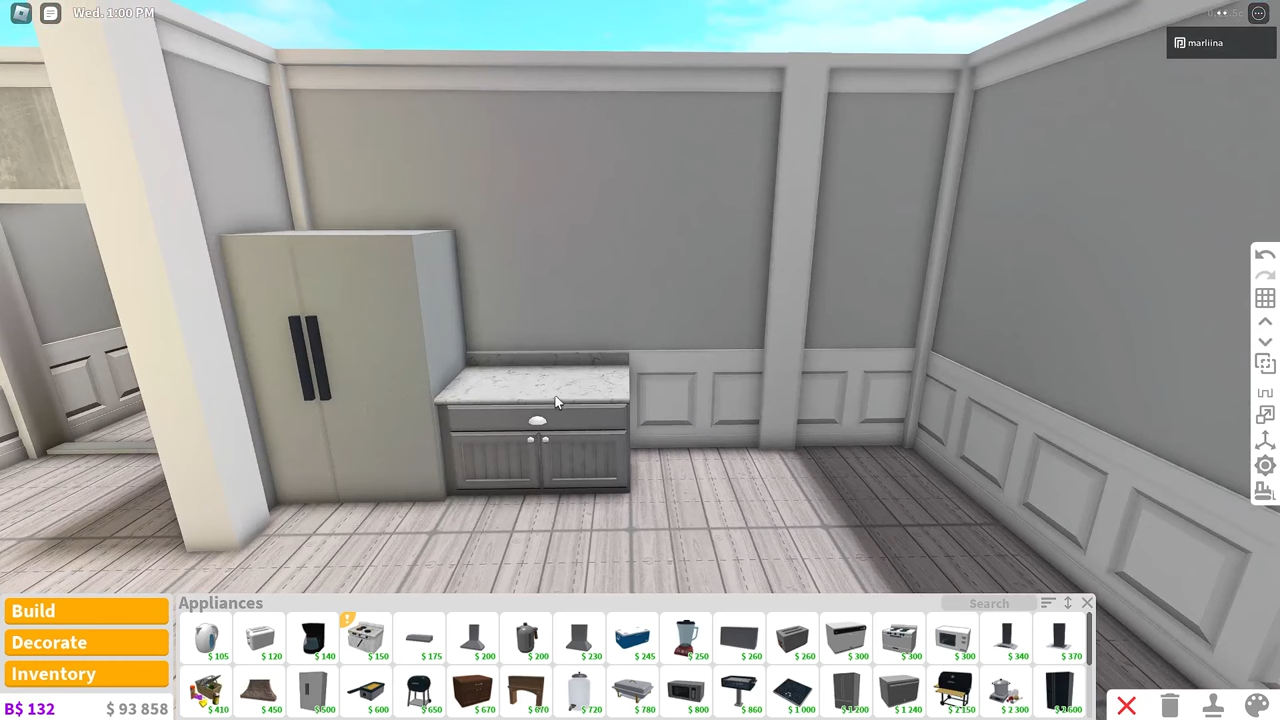 Wed. 1:00 PM
marliina
Build
Decorate
Inventory
B$ 132
$ 93 858
Appliances
Search
$ 105
$ 120
$ 140
$ 150
$ 175
$ 200
$ 200
$ 230
$ 245
$ 250
$ 260
$ 260
$ 300
$ 300
$ 300
$ 340
$ 370
$ 410
$ 450
$ 500
$ 600
$ 650
$ 670
$ 670
$ 720
$ 780
$ 800
$ 860
$ 1 000
$ 1 200
$ 1 240
$ 2 150
$ 2 300